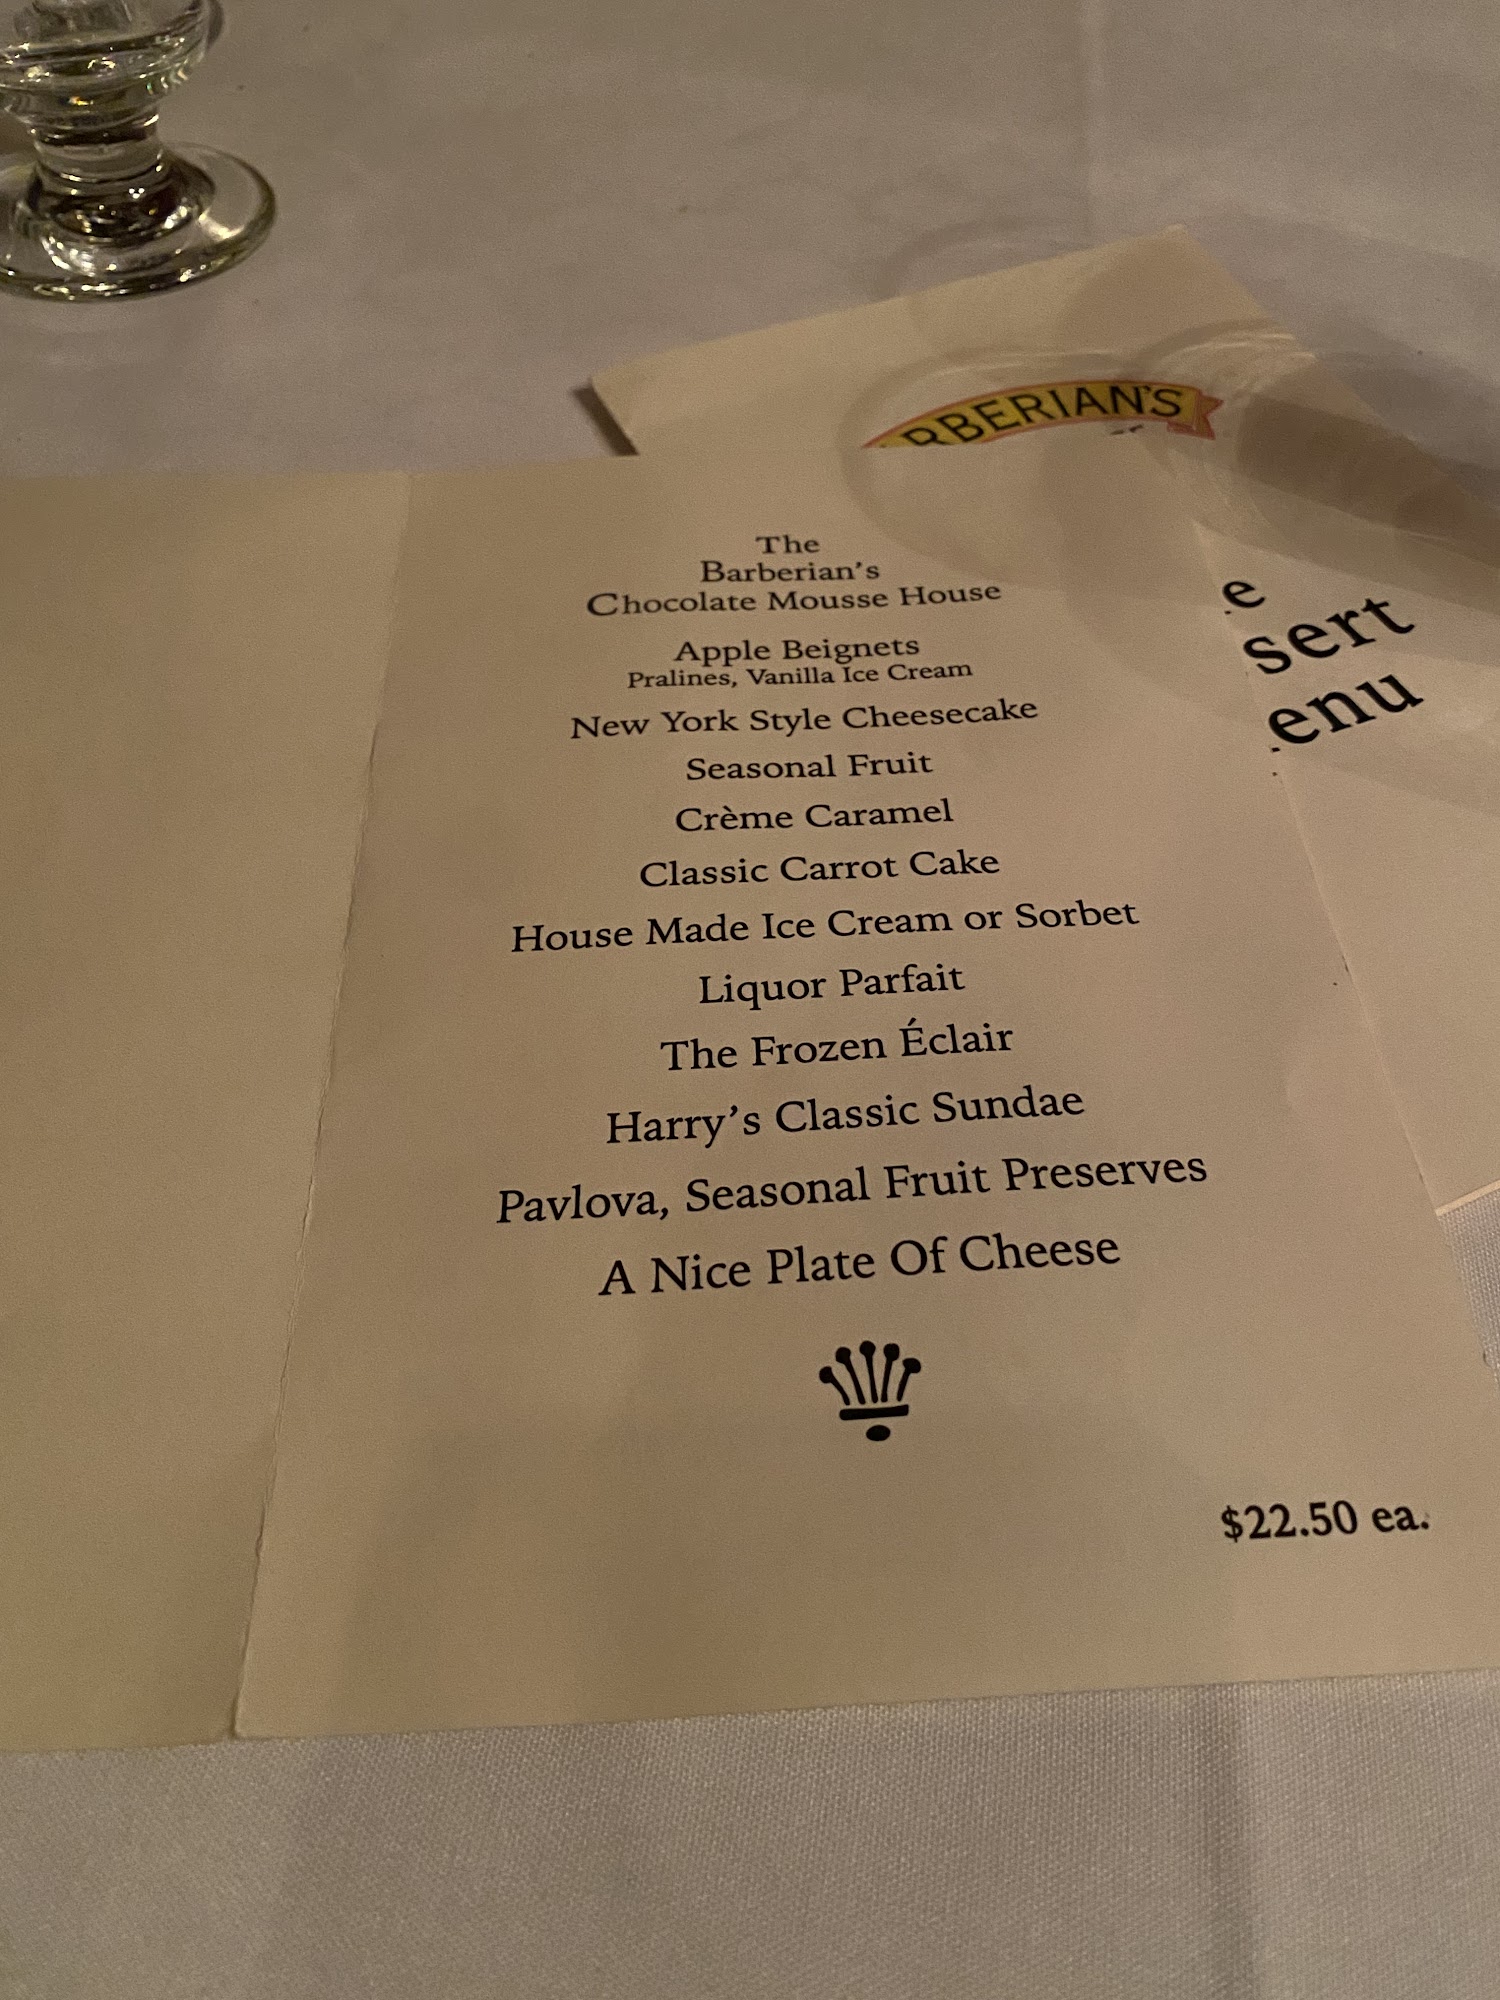 BERIAN'S
The
Barberian's
Chocolate Mousse House
Apple Beignets
Pralines, Vanilla Ice Cream
New York Style Cheesecake
Seasonal Fruit
Crème Caramel
Classic Carrot Cake
House Made Ice Cream or Sorbet
Liquor Parfait
The Frozen Éclair
Harry's Classic Sundae
Pavlova, Seasonal Fruit Preserves
A Nice Plate Of Cheese
$22.50 ea.
e
sert
enu